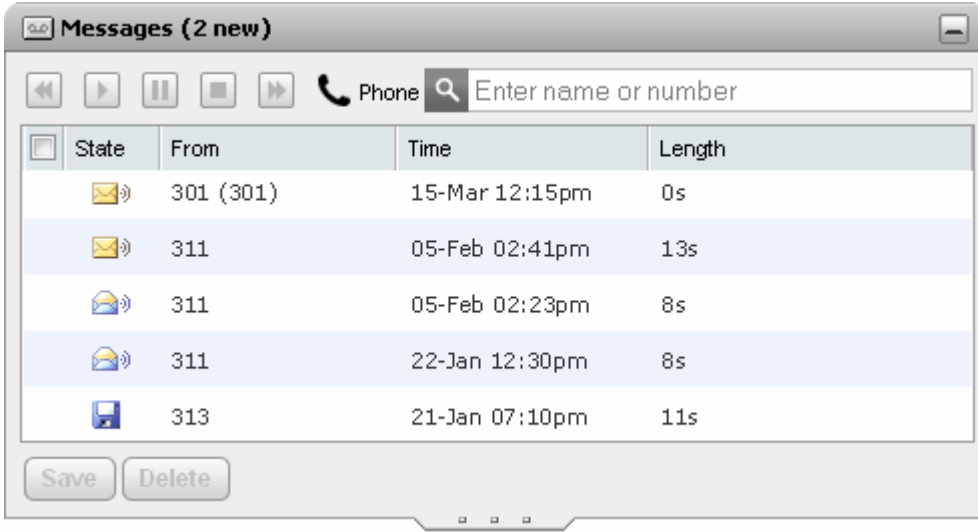 Messages (2 new)
Phone Enter name or number
State From Time Length
301 (301) 15-Mar 12:15pm 0s
311 05-Feb 02:41pm 13s
311 05-Feb 02:23pm 8s
311 22-Jan 12:30pm 8s
313 21-Jan 07:10pm 11s
Save Delete